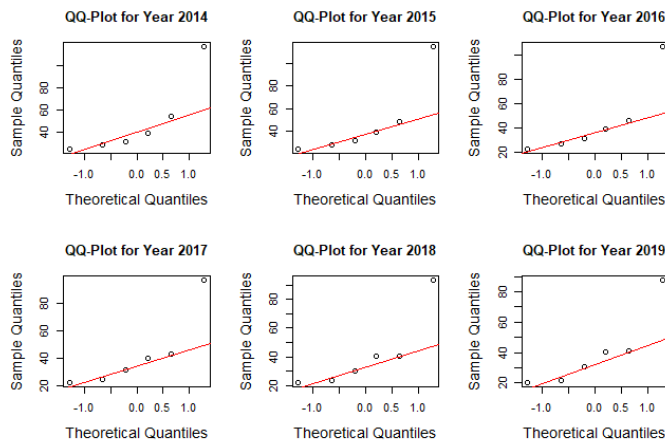 QQ-Plot for Year 2014
Sample Quantiles
40 60 80
-1.0 0.0 0.5 1.0
Theoretical Quantiles
QQ-Plot for Year 2015
Sample Quantiles
40 60 80
-1.0 0.0 0.5 1.0
Theoretical Quantiles
QQ-Plot for Year 2016
Sample Quantiles
20 40 60 80
-1.0 0.0 0.5 1.0
Theoretical Quantiles
QQ-Plot for Year 2017
Sample Quantiles
20 40 60 80
-1.0 0.0 0.5 1.0
Theoretical Quantiles
QQ-Plot for Year 2018
Sample Quantiles
20 40 60 80
-1.0 0.0 0.5 1.0
Theoretical Quantiles
QQ-Plot for Year 2019
Sample Quantiles
20 40 60 80
-1.0 0.0 0.5 1.0
Theoretical Quantiles